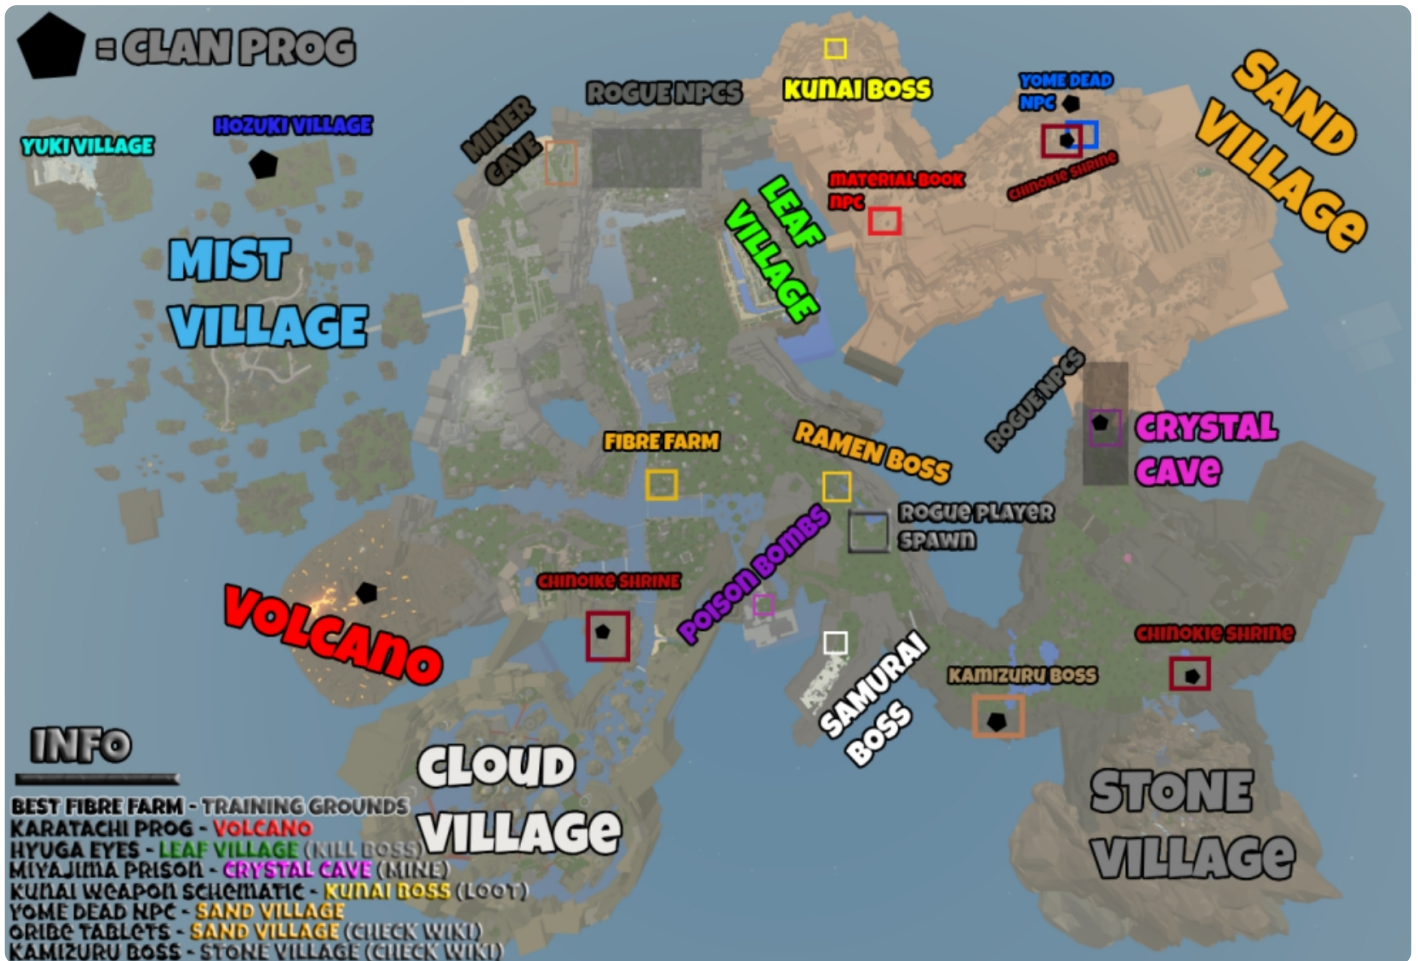 = CLAN PROG
YUKI VILLAGE
HOZUKI VILLAGE
MIST
VILLAGE
MINER
CAVE
ROGUE NPCS
KUNAI BOSS
YOME DEAD
NPC
CHINOKIE SHRINE
SAND
VILLAGE
MATERIAL BOOK
NPC
LEAF
VILLAGE
ROGUE NPCS
CRYSTAL
CAVE
FIBRE FARM
RAMEN BOSS
ROGUE PLAYER
SPAWN
POISON BOMBS
CHINOIKE SHRINE
VOLCANO
SAMURAI
BOSS
KAMIZURU BOSS
CHINOKIE SHRINE
CLOUD
VILLAGE
STONE
VILLAGE
INFO
BEST FIBRE FARM - TRAINING GROUNDS
KARATACHI PROG - VOLCANO
HYUGA EYES - LEAF VILLAGE (KILL BOSS)
MIYAJIMA PRISON - CRYSTAL CAVE (MINE)
KUNAI WEAPON SCHEMATIC - KUNAI BOSS (LOOT)
YOME DEAD NPC - SAND VILLAGE
ORIBE TABLETS - SAND VILLAGE (CHECK WIKI)
KAMIZURU BOSS - STONE VILLAGE (CHECK WIKI)